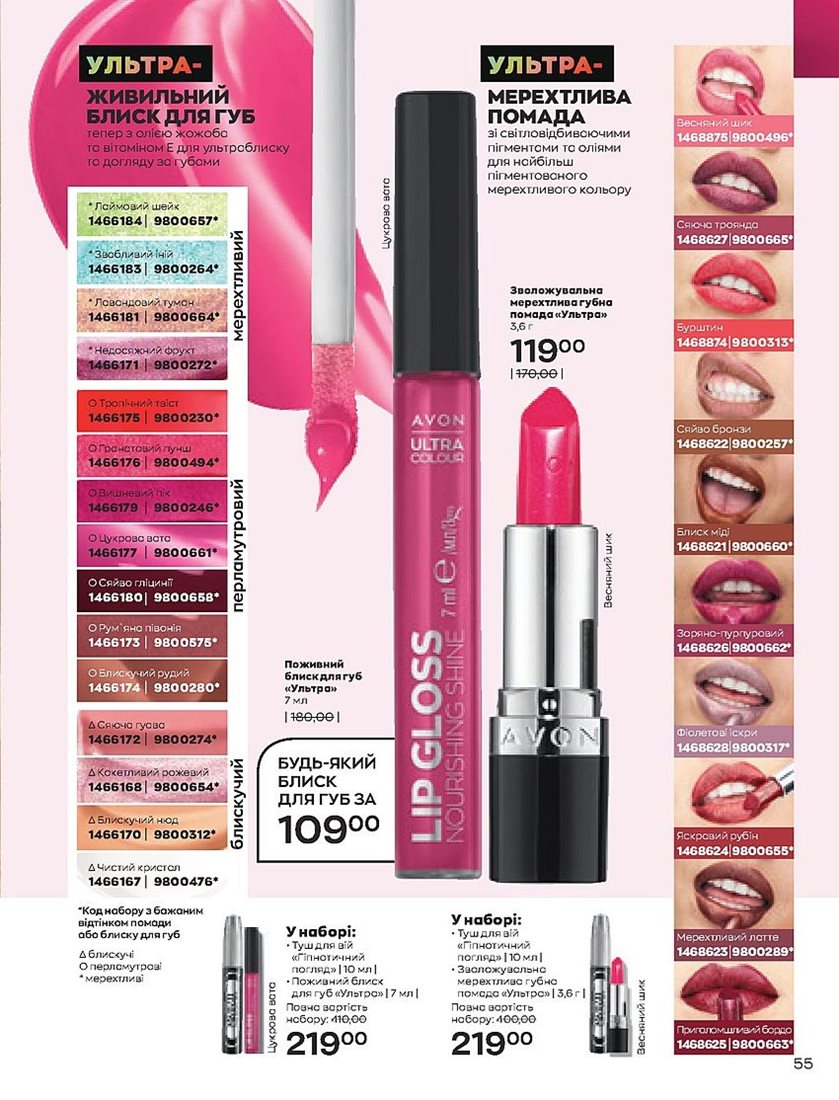 УЛЬТРА-
ЖИВИЛЬНИЙ
БЛИСК ДЛЯ ГУБ
тепер з олією жожоба
та вітаміном Е для ультраблиску
та догляду за губами
* Лаймовий шейк
1466184 | 9800657*
* Звабливий іній
1466183 | 9800264*
* Лавандовий туман
1466181 | 9800664*
* Недосяжний фрукт
1466171 | 9800272*
мерехтливий
О Тропічний твіст
1466175 | 9800230*
О Гранатовий пунш
1466176 | 9800494*
О Вишневий пік
1466179 | 9800246*
О Цукрова вата
1466177 | 9800661*
О Сяйво гліцинії
1466180 | 9800658*
О Рум'яна півонія
1466173 | 9800575*
О Блискучий рудий
1466174 | 9800280*
перламутровий
Δ Сяюча гуава
1466172 | 9800274*
Δ Кокетливий рожевий
1466168 | 9800654*
Δ Блискучий нюд
1466170 | 9800312*
Δ Чистий кристал
1466167 | 9800476*
блискучий
*Код набору з бажаним
відтінком помади
або блиску для губ
Δ блискучі
О перламутрові
* мерехтливі
Цукрова вата
AVON
ULTRA
COLOUR
7 ml e
LIP GLOSS
NOURISHING SHINE
Поживний
блиск для губ
«Ультра»
7 мл
| 180,00 |
БУДЬ-ЯКИЙ
БЛИСК
ДЛЯ ГУБ ЗА
10900
УЛЬТРА-
МЕРЕХТЛИВА
ПОМАДА
зі світловідбиваючими
пігментами та оліями
для найбільш
пігментованого
мерехтливого кольору
Зволожувальна
мерехтлива губна
помада «Ультра»
3,6 г
11900
| 170,00 |
Весняний шик
AVON
Весняний шик
1468875|9800496*
Сяюча троянда
1468627|9800665*
Бурштин
1468874|9800313*
Сяйво бронзи
1468622|9800257*
Блиск міді
1468621|9800660*
Зоряно-пурпуровий
1468626|9800662*
Фіолетові іскри
1468628|9800317*
Яскравий рубін
1468624|9800655*
Мерехтливий латте
1468623|9800289*
Приголомшливий бордо
1468625|9800663*
Цукрова вата
У наборі:
• Туш для вій
«Гіпнотичний
погляд» | 10 мл |
• Поживний блиск
для губ «Ультра» | 7 мл |
Повна вартість
набору: 410,00
21900
У наборі:
• Туш для вій
«Гіпнотичний
погляд» | 10 мл |
• Зволожувальна
мерехтлива губна
помада «Ультра» | 3,6 г |
Повна вартість
набору: 400,00
21900
Весняний шик
55